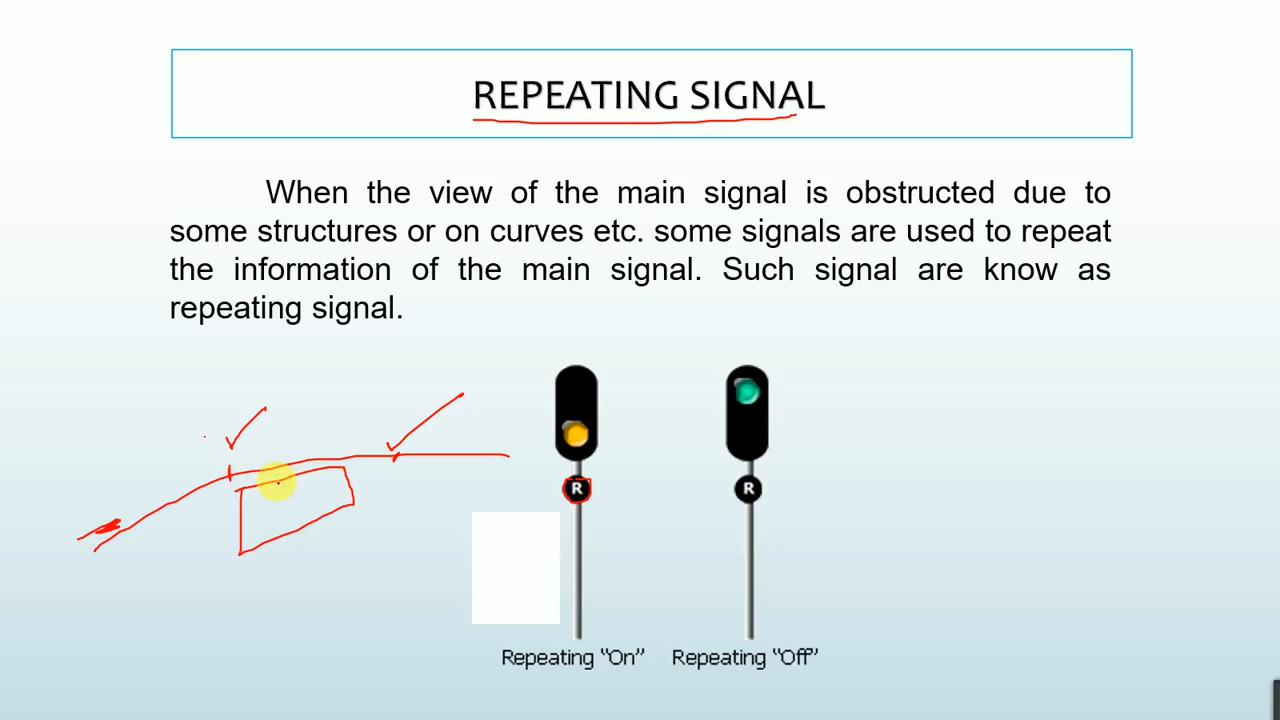 REPEATING SIGNAL
When the view of the main signal is obstructed due to
some structures or on curves etc. some signals are used to repeat
the information of the main signal. Such signal are know as
repeating signal.
R R
Repeating "On" Repeating "Off"